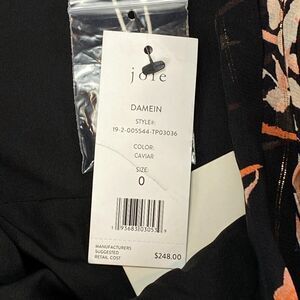 joie
DAMEIN
STYLE#:
19-2-005544-TP03036
COLOR:
CAVIAR
SIZE:
0
MANUFACTURERS
SUGGESTED
RETAIL COST
$248.00